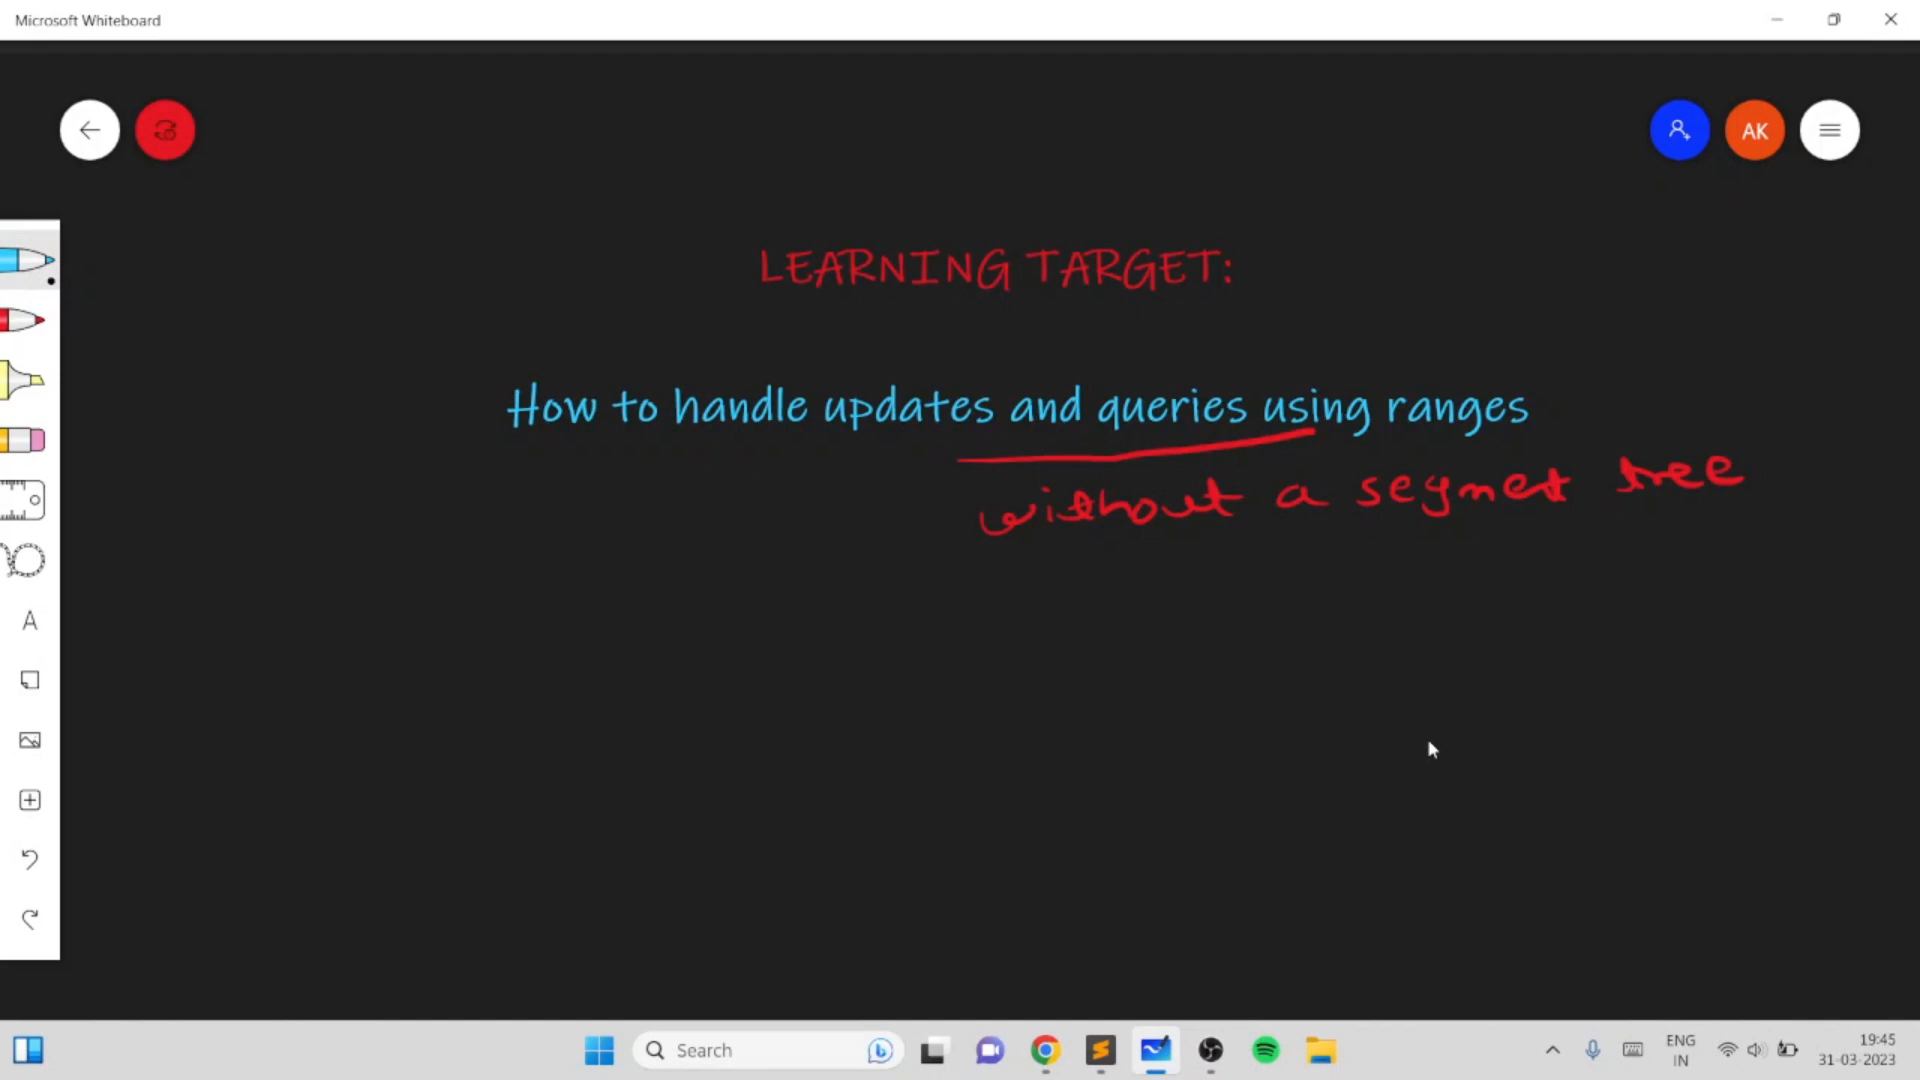 Microsoft Whiteboard
AK
LEARNING TARGET:
How to handle updates and queries using ranges
without a segmet tree
A
Search
ENG
IN
19:45
31-03-2023